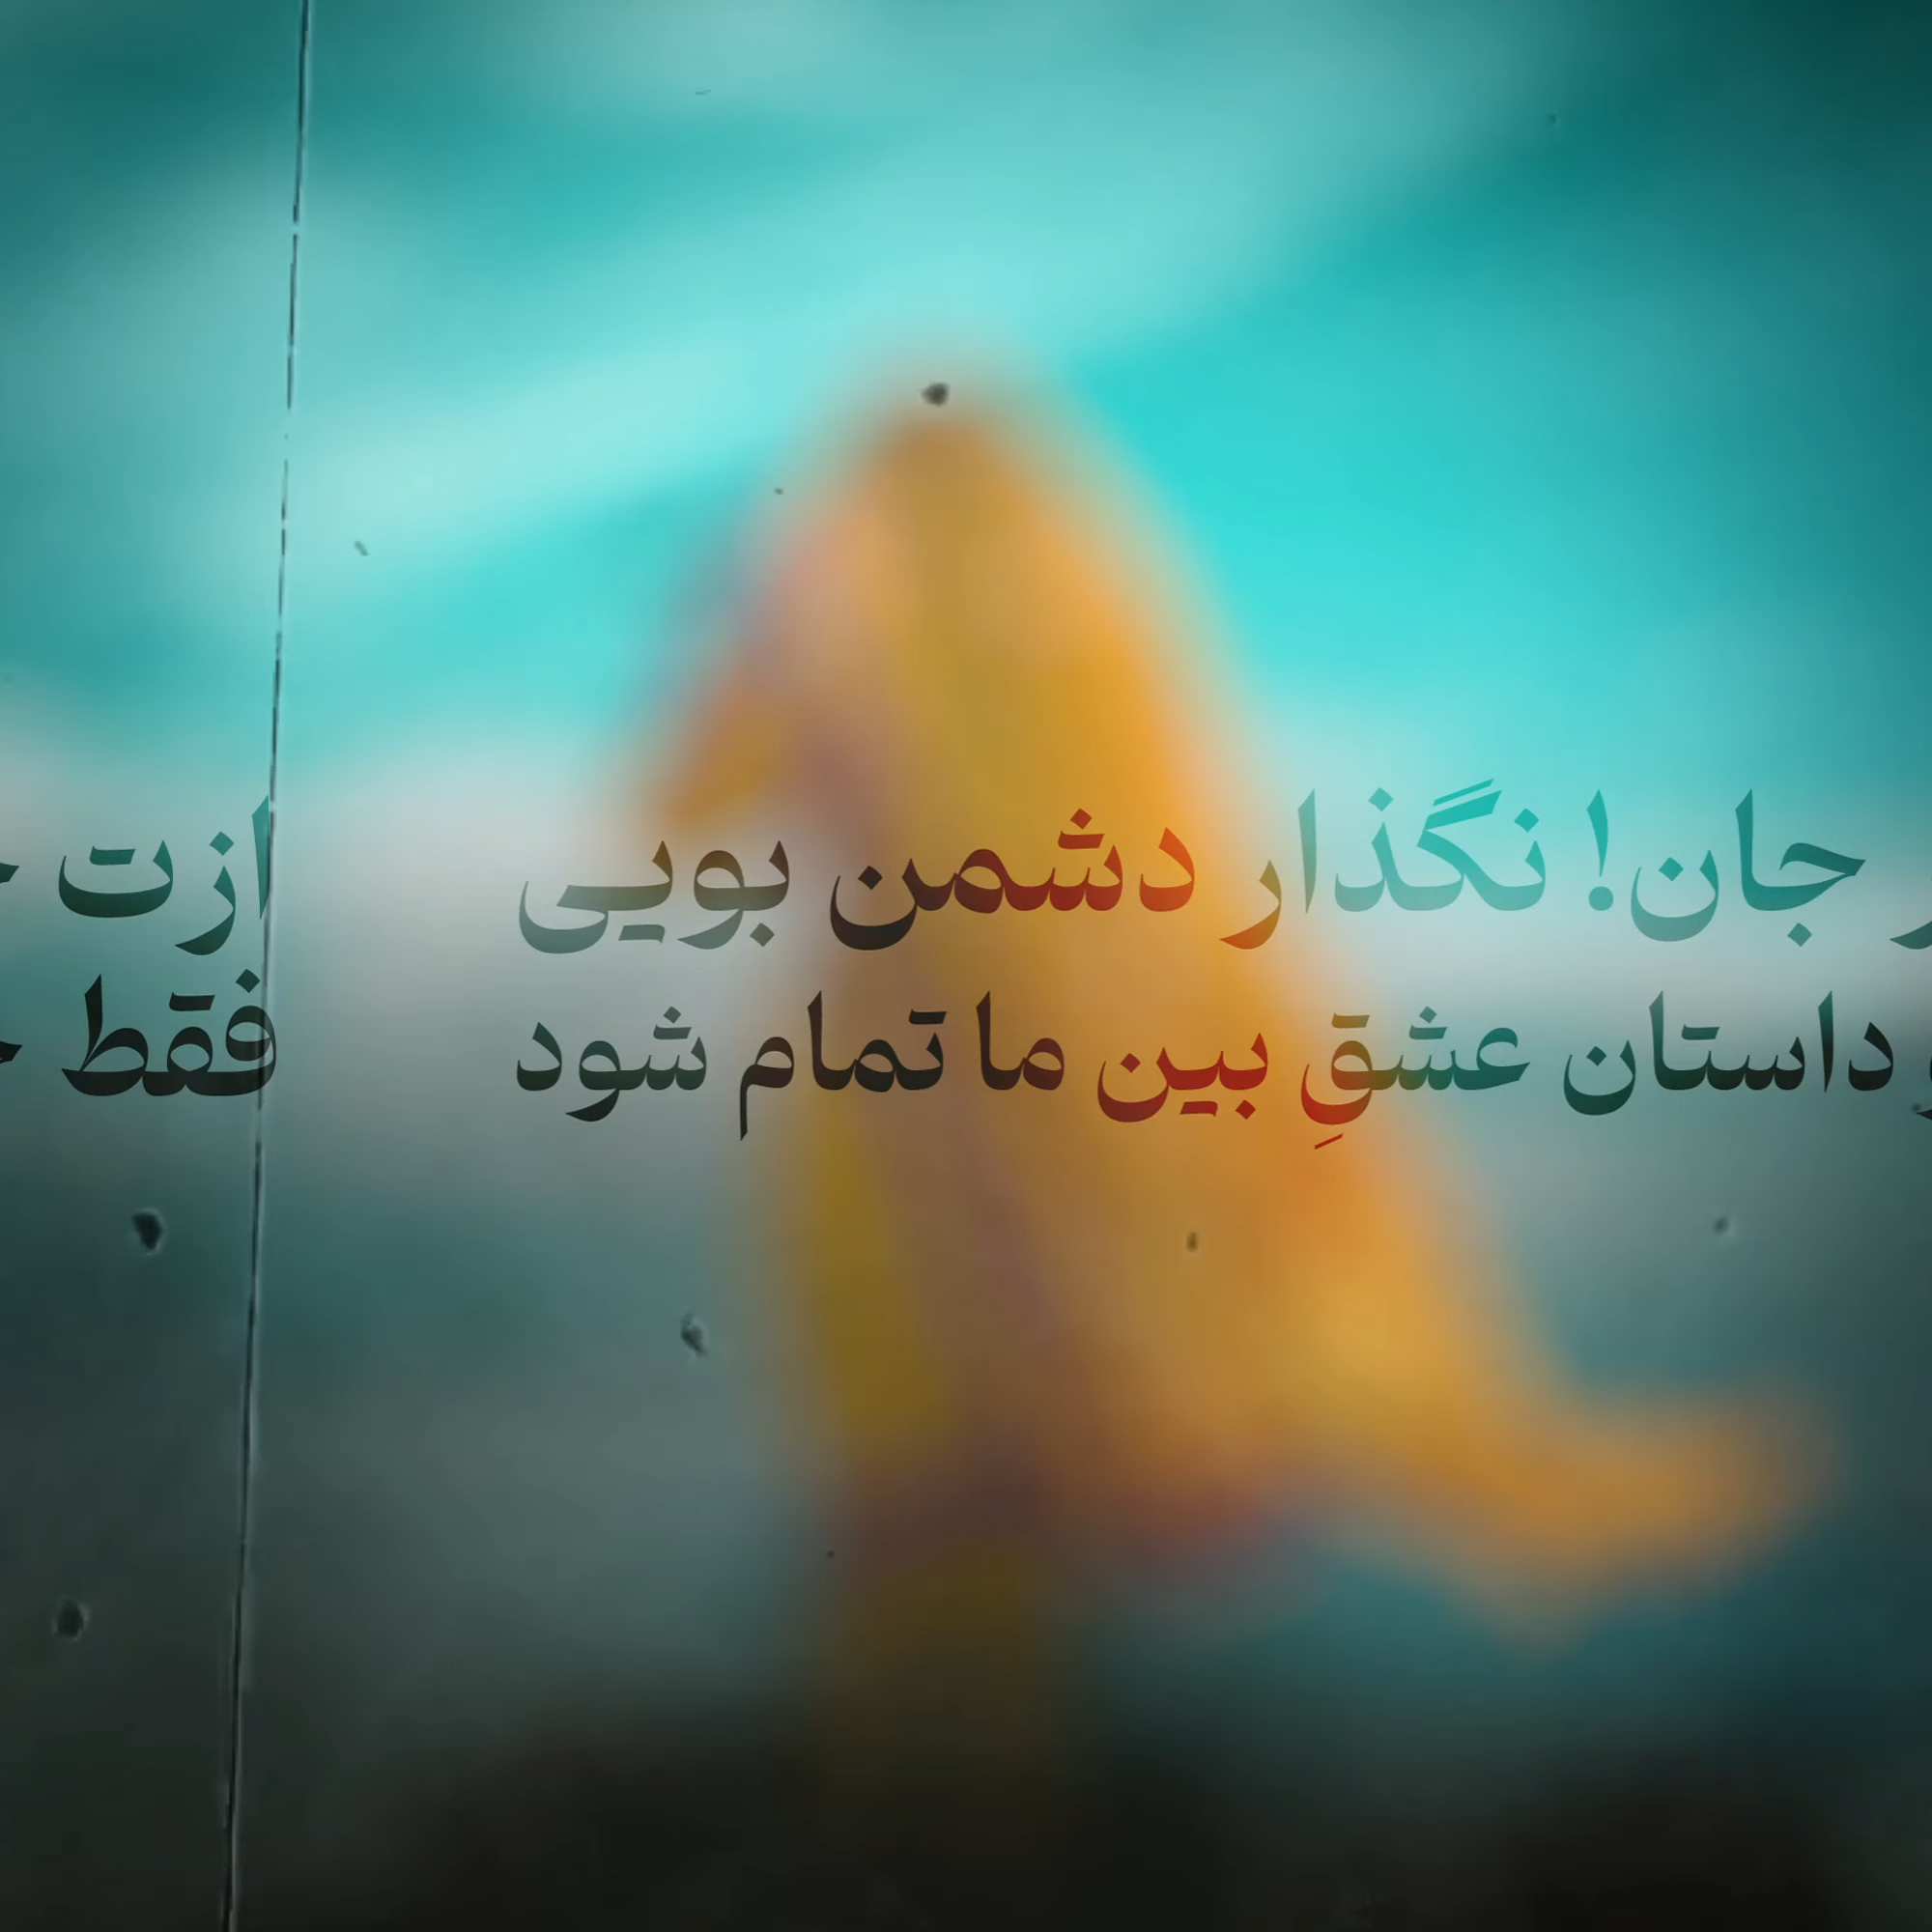 جان! نگذار دشمن بویی ازت
داستان عشقِ بین ما تمام شود فقط